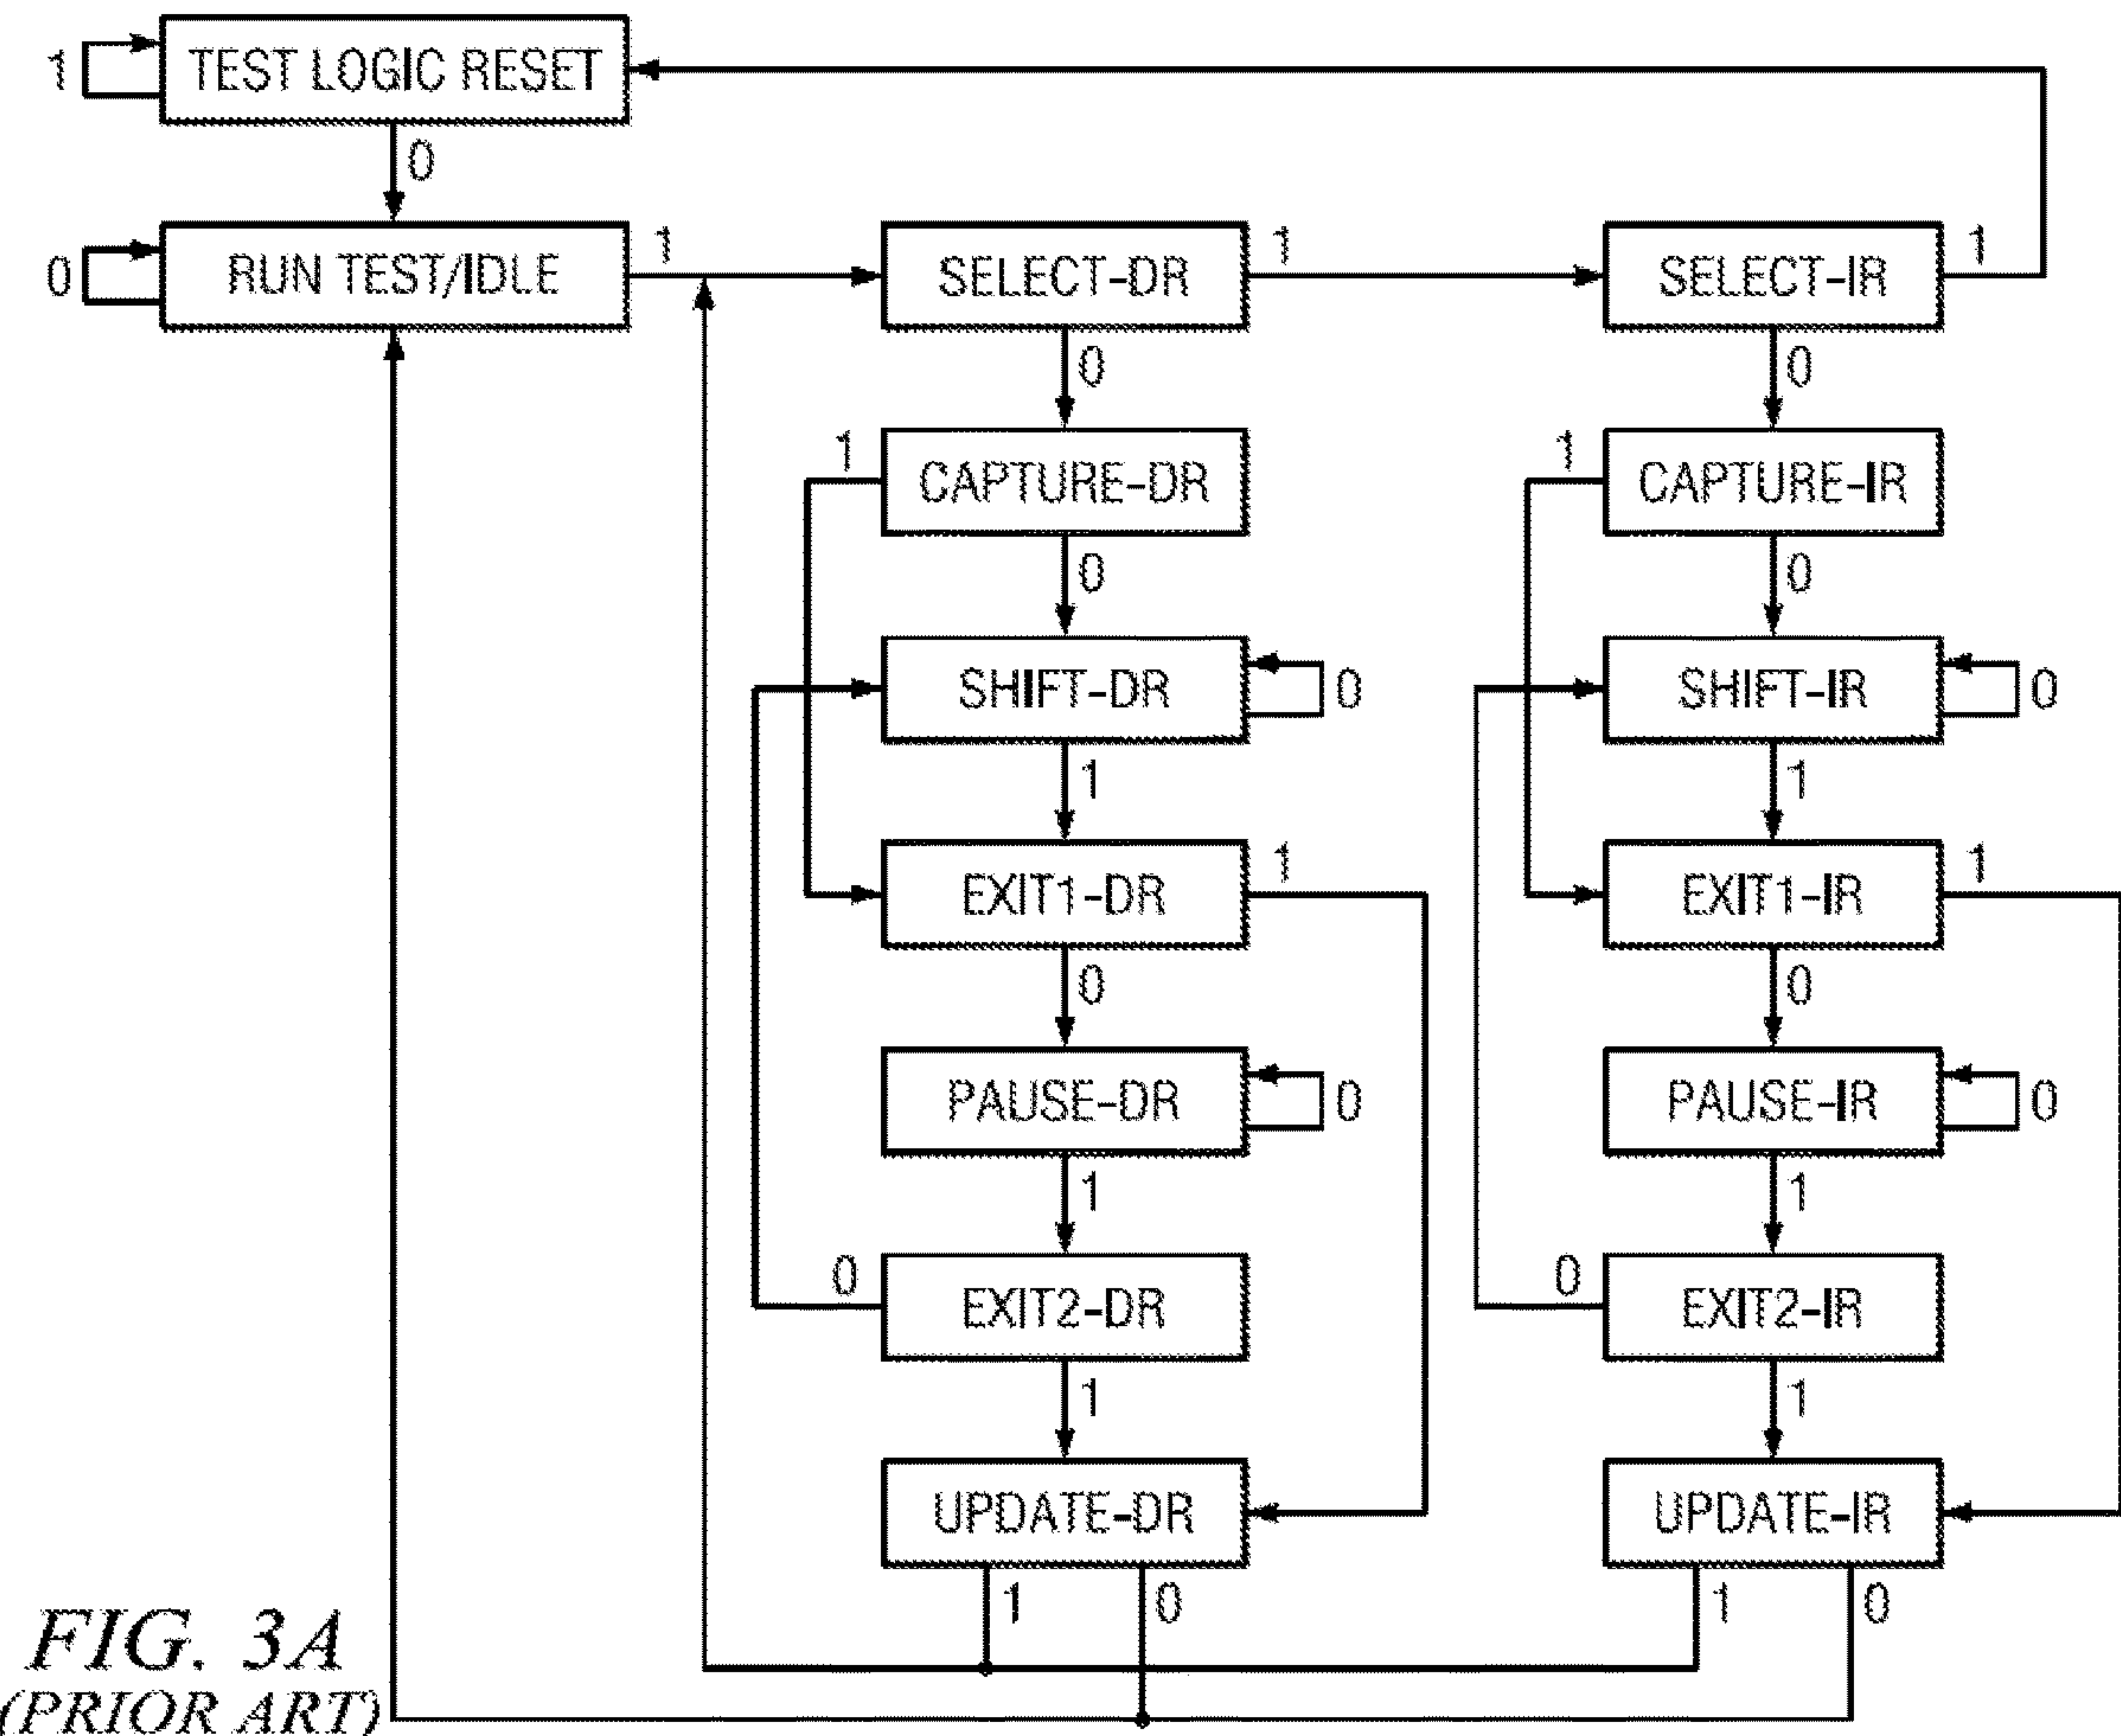 1 TEST LOGIC RESET
0
0 RUN TEST/IDLE 1 SELECT-DR 1 SELECT-IR 1
0 0
1 CAPTURE-DR 1 CAPTURE-IR
0 0
SHIFT-DR 0 SHIFT-IR 0
1 1
EXIT1-DR 1 EXIT1-IR 1
0 0
PAUSE-DR 0 PAUSE-IR 0
1 1
0 EXIT2-DR 0 EXIT2-IR
1 1
UPDATE-DR UPDATE-IR
1 0 1 0
FIG. 3A
(PRIOR ART)